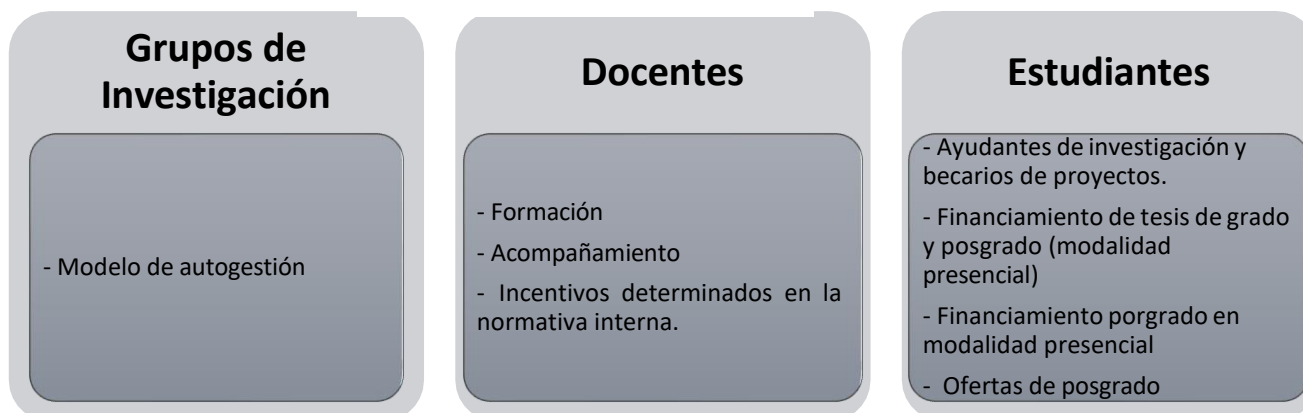 Grupos de
Investigación
- Modelo de autogestión
Docentes
- Formación
- Acompañamiento
- Incentivos determinados en la
normativa interna.
Estudiantes
- Ayudantes de investigación y
becarios de proyectos.
- Financiamiento de tesis de grado
y posgrado (modalidad
presencial)
- Financiamiento porgrado en
modalidad presencial
- Ofertas de posgrado